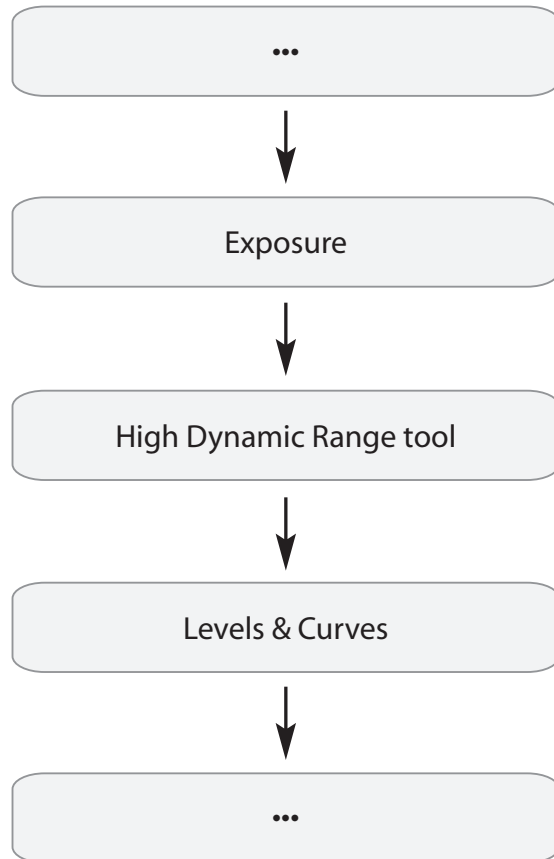 •••
Exposure
High Dynamic Range tool
Levels & Curves
•••